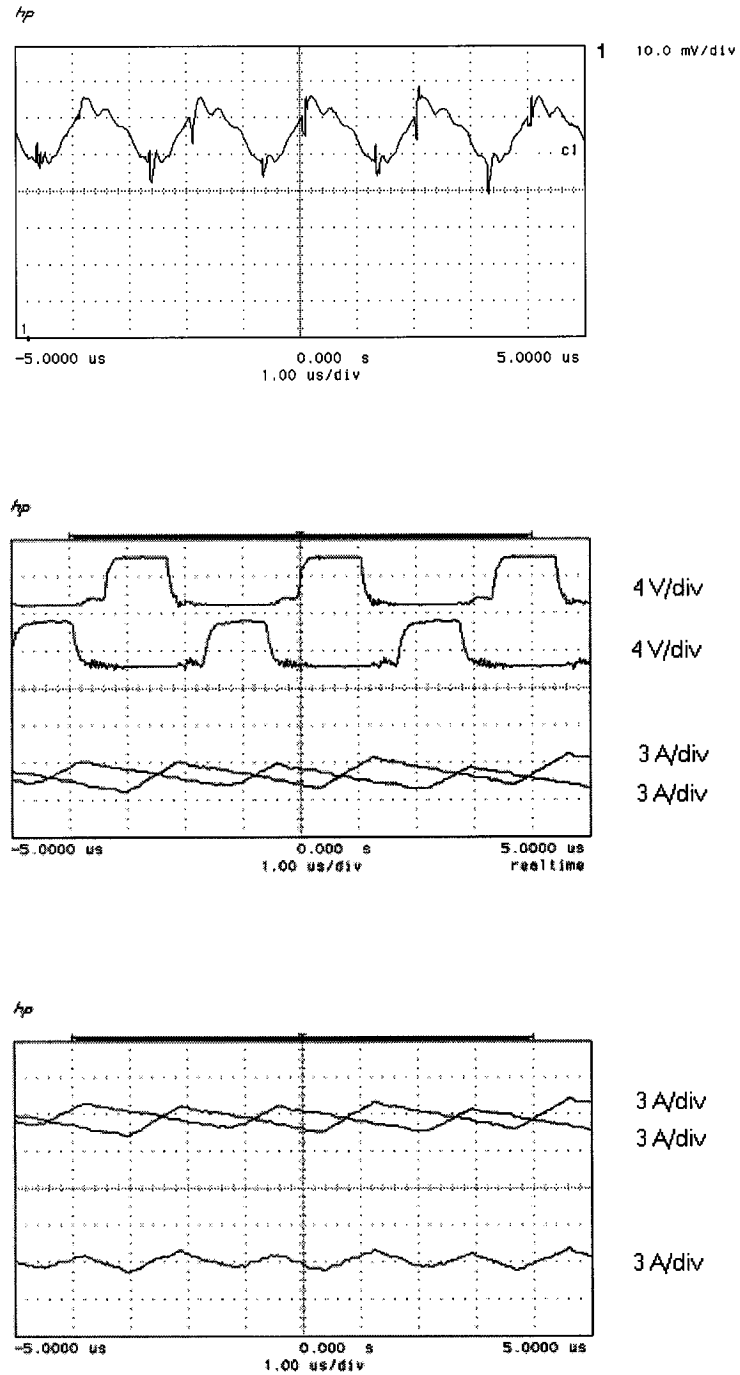 hp
1 10.0 mV/div
c1
1
-5.0000 us 0.000 s 5.0000 us
1.00 us/div
hp
4 V/div
4 V/div
3 A/div
3 A/div
-5.0000 us 0.000 s 5.0000 us
1.00 us/div realtime
hp
3 A/div
3 A/div
3 A/div
-5.0000 us 0.000 s 5.0000 us
1.00 us/div